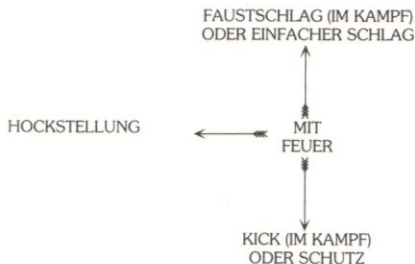 FAUSTSCHLAG (IM KAMPF)
ODER EINFACHER SCHLAG
HOCKSTELLUNG
MIT
FEUER
KICK (IM KAMPF)
ODER SCHUTZ